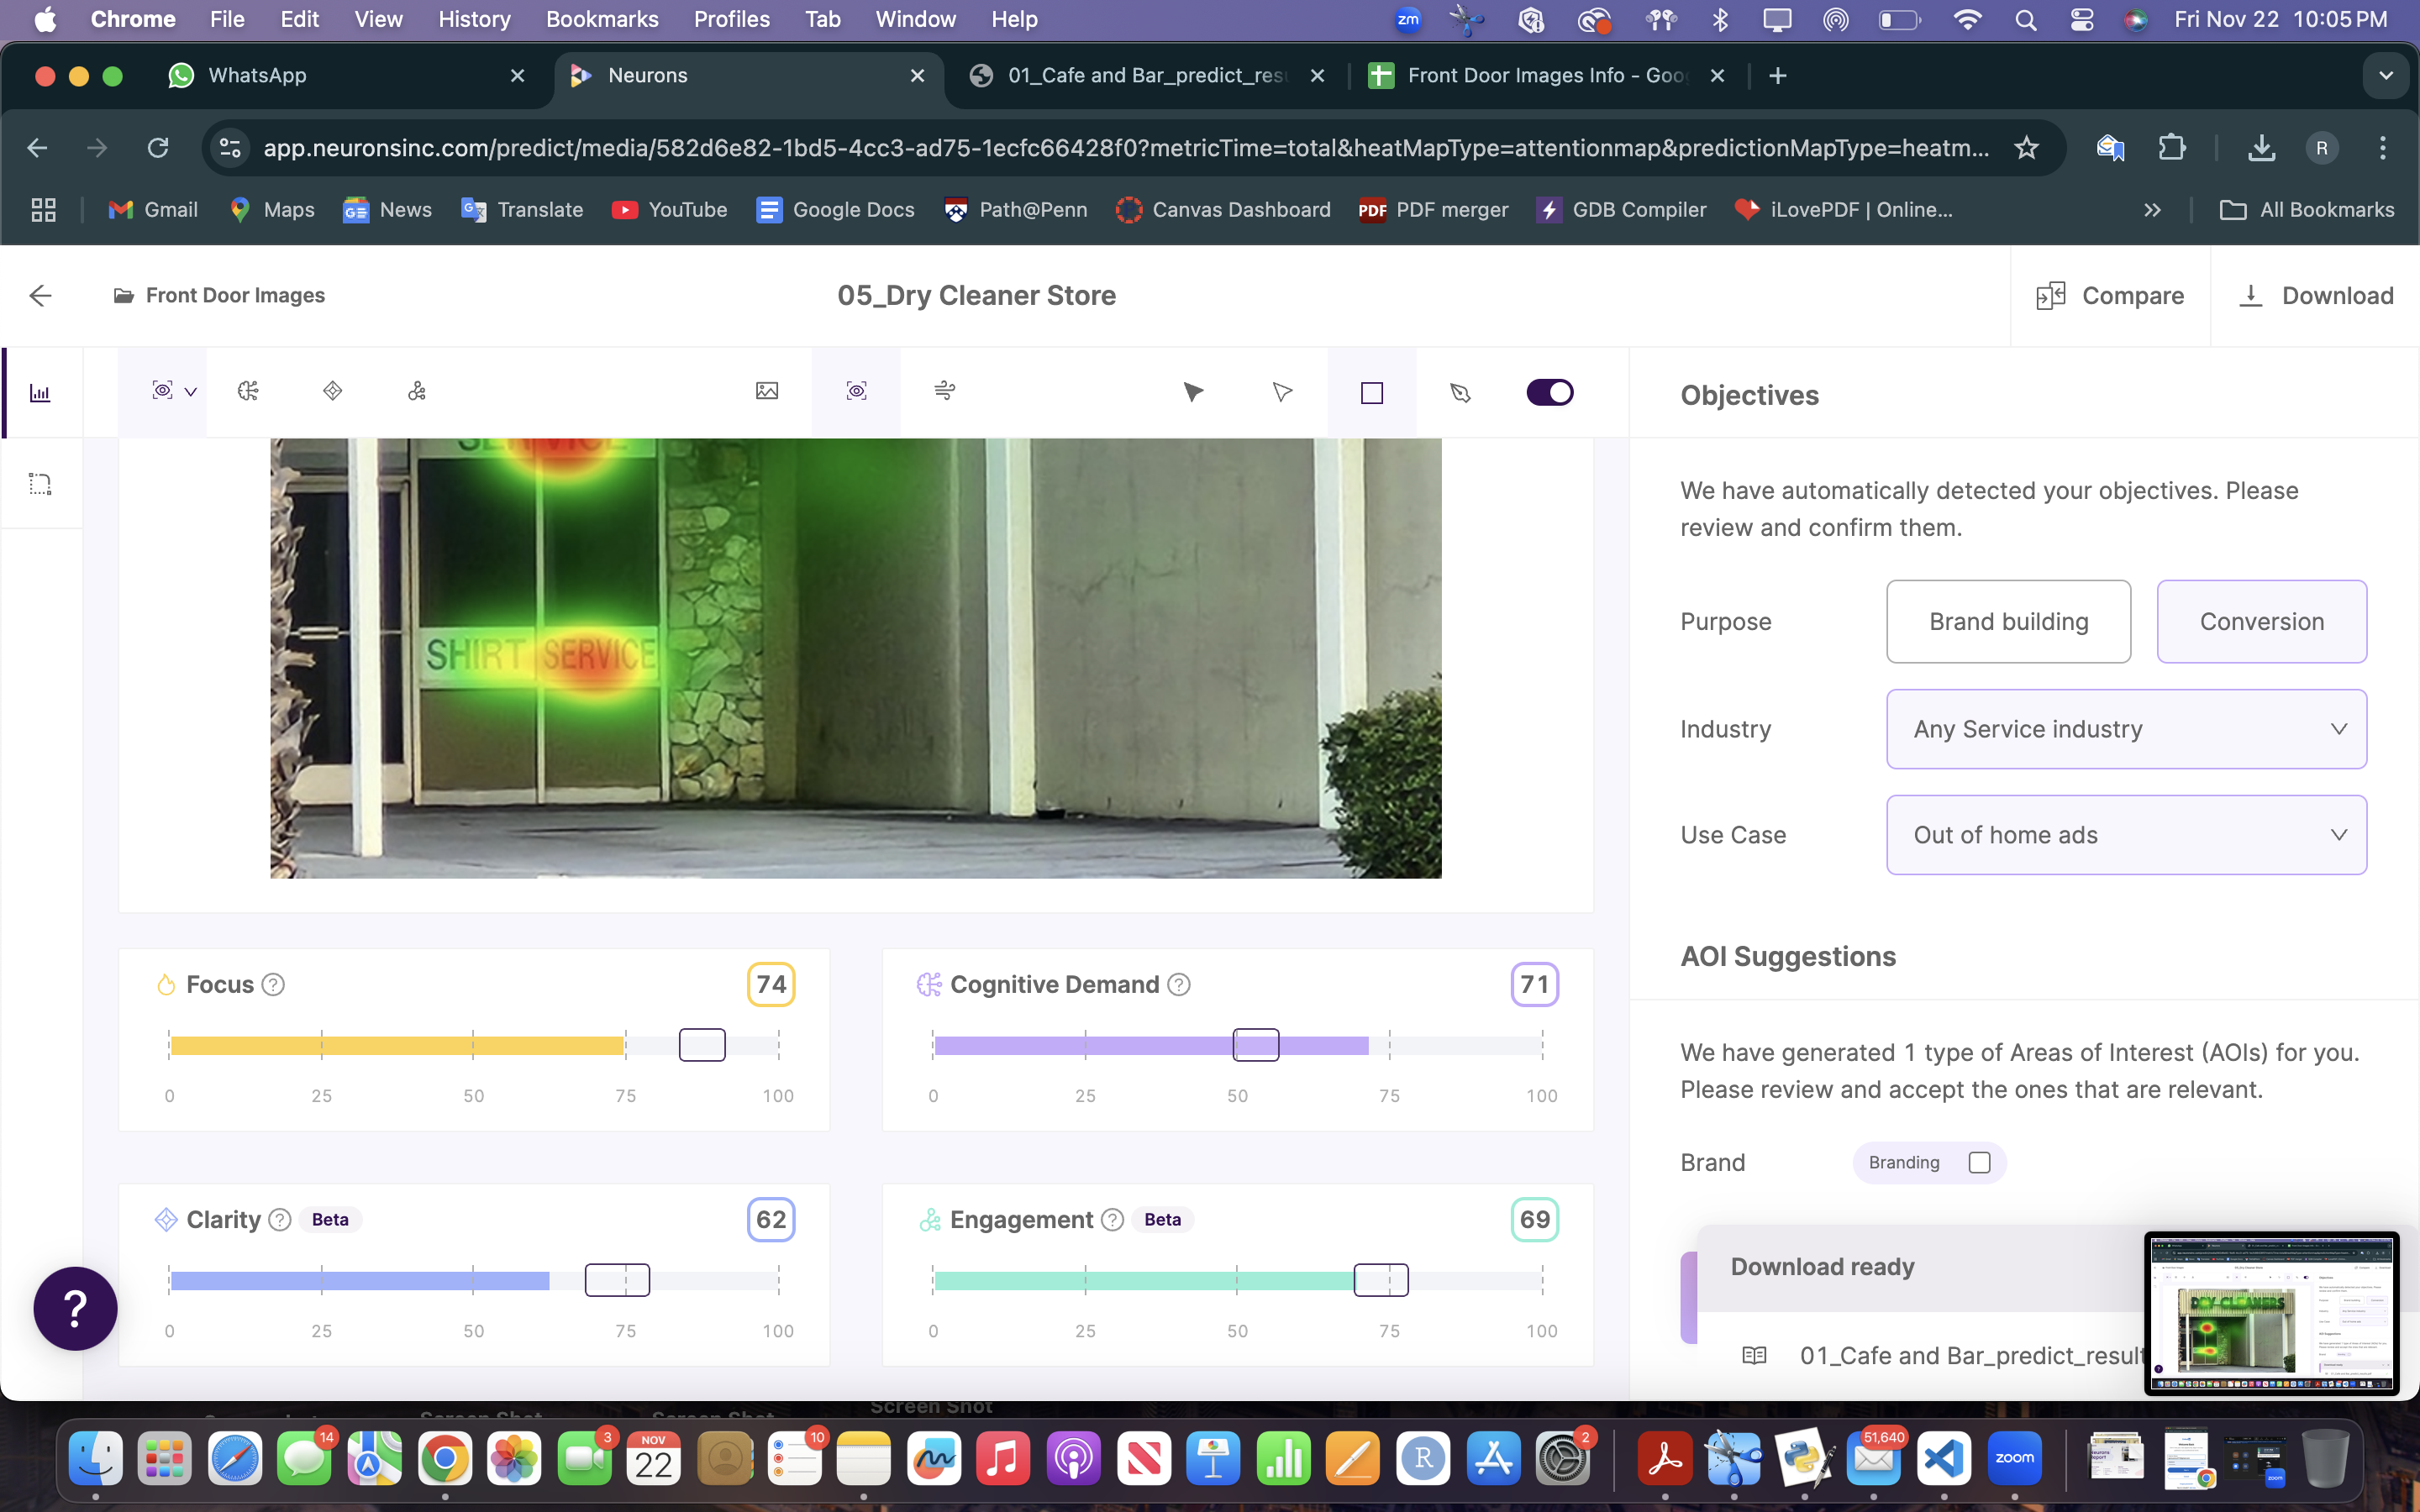 Chrome File Edit View History Bookmarks Profiles Tab Window Help
zm
Fri Nov 22 10:05 PM
WhatsApp
Neurons
01_Cafe and Bar_predict_resu
Front Door Images Info - Goo
app.neuronsinc.com/predict/media/582d6e82-1bd5-4cc3-ad75-1ecfc66428f0?metricTime=total&heatMapType=attentionmap&predictionMapType=heatm...
R
Gmail Maps News Translate YouTube Google Docs Path@Penn Canvas Dashboard PDF PDF merger GDB Compiler iLovePDF | Online... All Bookmarks
Front Door Images
05_Dry Cleaner Store
Compare
Download
Objectives
We have automatically detected your objectives. Please
review and confirm them.
Purpose Brand building Conversion
Industry Any Service industry
Use Case Out of home ads
SERVICE
SHIRT SERVICE
AOI Suggestions
We have generated 1 type of Areas of Interest (AOIs) for you.
Please review and accept the ones that are relevant.
Brand Branding
Focus ? 74
0 25 50 75 100
Cognitive Demand ? 71
0 25 50 75 100
Clarity ? Beta 62
0 25 50 75 100
Engagement ? Beta 69
0 25 50 75 100
?
Download ready
01_Cafe and Bar_predict_result
DRY CLEANERS
Screen Shot
14
3
NOV
22
10
2
51,640
R
zoom